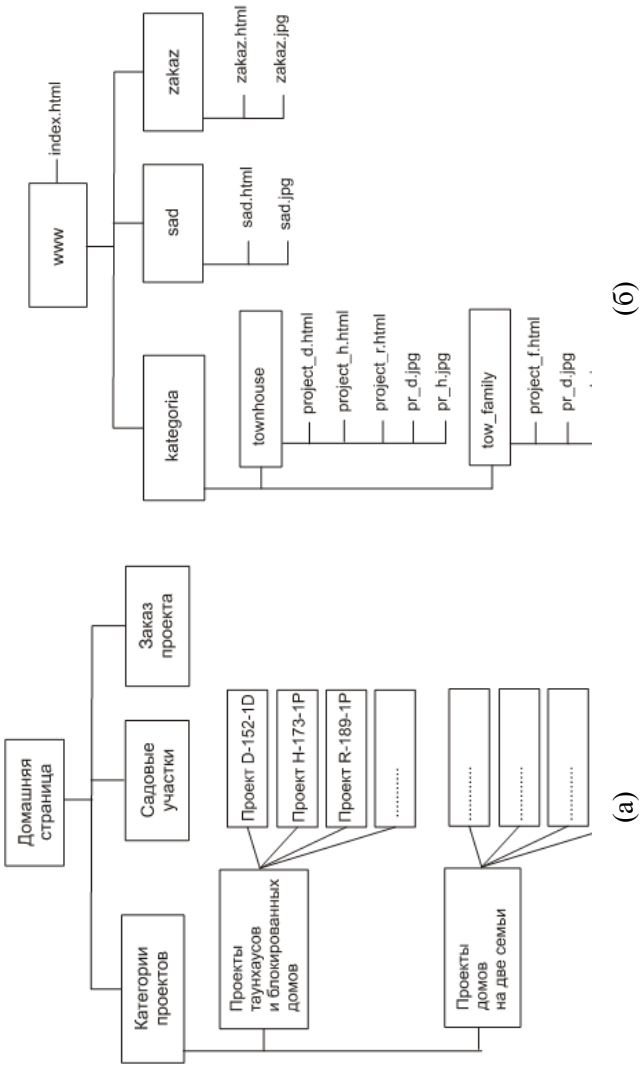 Домашняя
страница
Категории
проектов
Садовые
участки
Заказ
проекта
Проекты
таунхаусов
и блокированных
домов
Проект D-152-1D
Проект H-173-1P
Проект R-189-1P
............
Проекты
домов
на две семьи
............
............
............
(а)
www
index.html
kategoria
sad
zakaz
sad.html
sad.jpg
zakaz.html
zakaz.jpg
townhouse
project_d.html
project_h.html
project_r.html
pr_d.jpg
pr_h.jpg
tow_family
project_f.html
pr_d.jpg
(б)